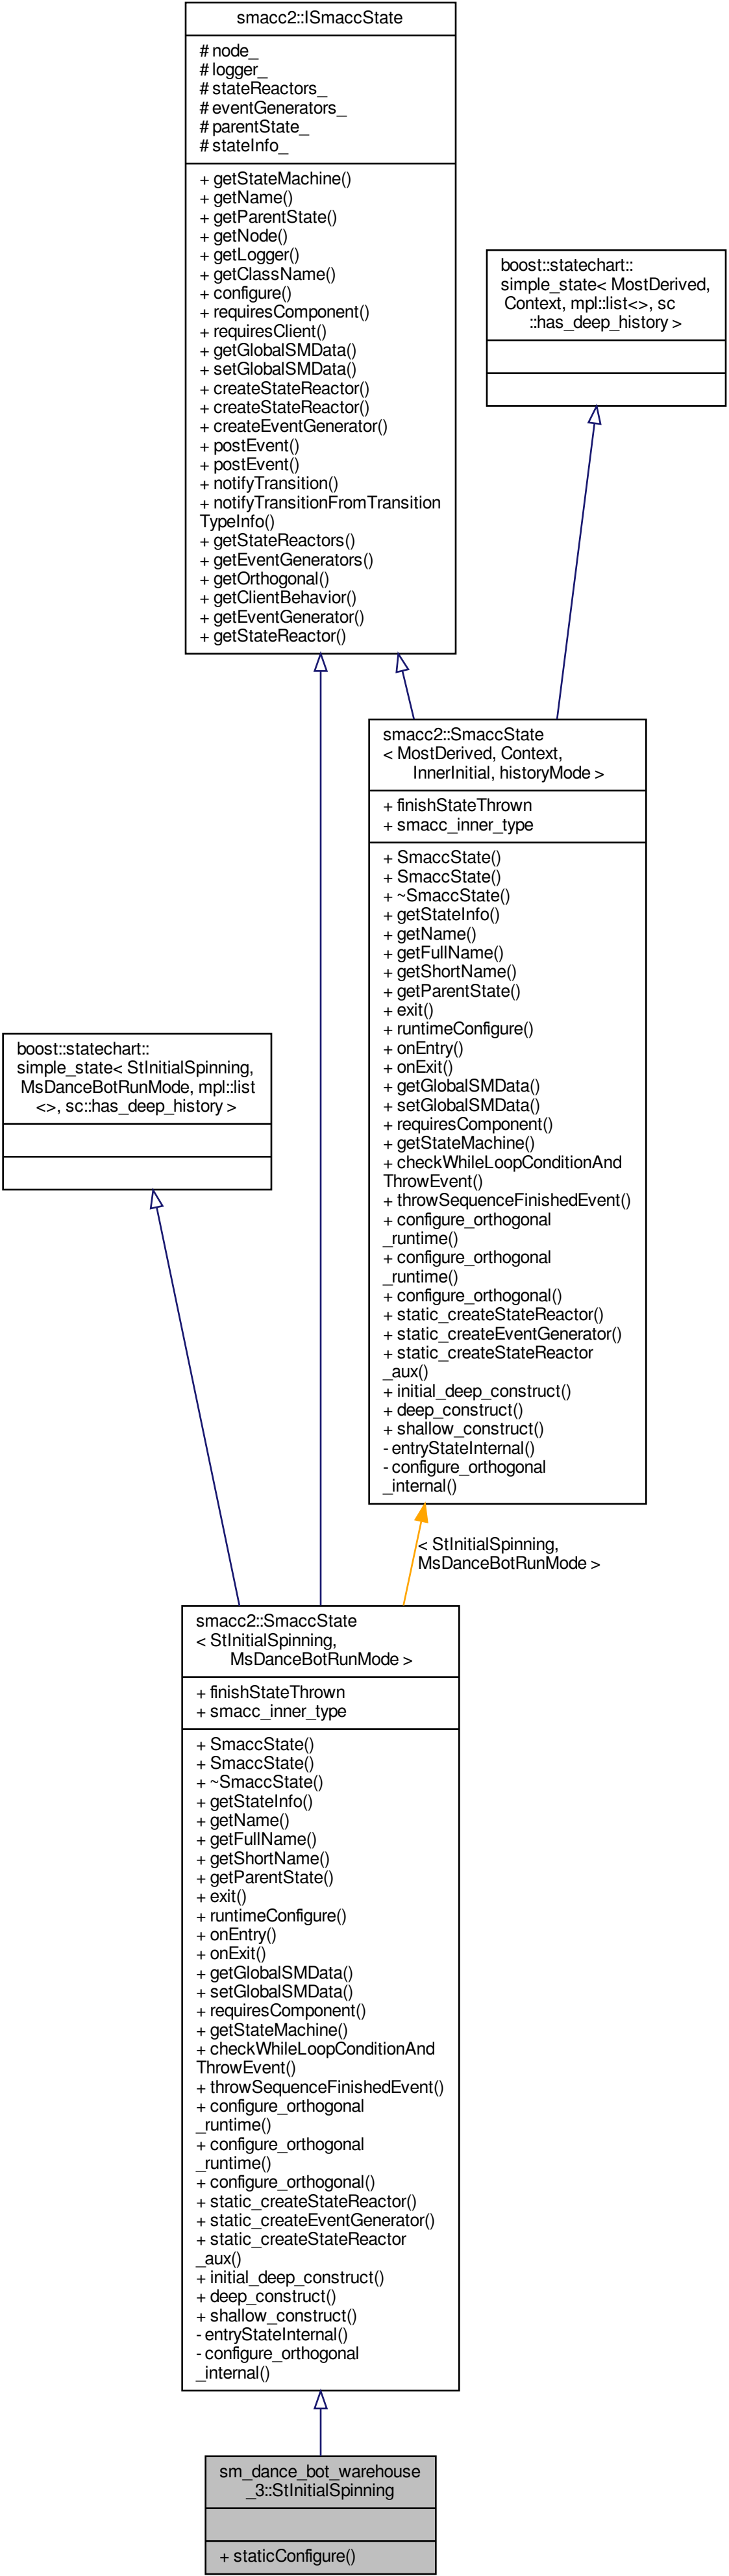 smacc2::ISmaccState
# node_
# logger_
# stateReactors_
# eventGenerators_
# parentState_
# stateInfo_
+ getStateMachine()
+ getName()
+ getParentState()
+ getNode()
+ getLogger()
+ getClassName()
+ configure()
+ requiresComponent()
+ requiresClient()
+ getGlobalSMData()
+ setGlobalSMData()
+ createStateReactor()
+ createStateReactor()
+ createEventGenerator()
+ postEvent()
+ postEvent()
+ notifyTransition()
+ notifyTransitionFromTransition
TypeInfo()
+ getStateReactors()
+ getEventGenerators()
+ getOrthogonal()
+ getClientBehavior()
+ getEventGenerator()
+ getStateReactor()
boost::statechart::
simple_state< MostDerived,
Context, mpl::list<>, sc
::has_deep_history >
smacc2::SmaccState
< MostDerived, Context,
InnerInitial, historyMode >
+ finishStateThrown
+ smacc_inner_type
+ SmaccState()
+ SmaccState()
+ ~SmaccState()
+ getStateInfo()
+ getName()
+ getFullName()
+ getShortName()
+ getParentState()
+ exit()
+ runtimeConfigure()
+ onEntry()
+ onExit()
+ getGlobalSMData()
+ setGlobalSMData()
+ requiresComponent()
+ getStateMachine()
+ checkWhileLoopConditionAnd
ThrowEvent()
+ throwSequenceFinishedEvent()
+ configure_orthogonal
_runtime()
+ configure_orthogonal
_runtime()
+ configure_orthogonal()
+ static_createStateReactor()
+ static_createEventGenerator()
+ static_createStateReactor
_aux()
+ initial_deep_construct()
+ deep_construct()
+ shallow_construct()
- entryStateInternal()
- configure_orthogonal
_internal()
boost::statechart::
simple_state< StInitialSpinning,
MsDanceBotRunMode, mpl::list
<>, sc::has_deep_history >
< StInitialSpinning,
MsDanceBotRunMode >
smacc2::SmaccState
< StInitialSpinning,
MsDanceBotRunMode >
+ finishStateThrown
+ smacc_inner_type
+ SmaccState()
+ SmaccState()
+ ~SmaccState()
+ getStateInfo()
+ getName()
+ getFullName()
+ getShortName()
+ getParentState()
+ exit()
+ runtimeConfigure()
+ onEntry()
+ onExit()
+ getGlobalSMData()
+ setGlobalSMData()
+ requiresComponent()
+ getStateMachine()
+ checkWhileLoopConditionAnd
ThrowEvent()
+ throwSequenceFinishedEvent()
+ configure_orthogonal
_runtime()
+ configure_orthogonal
_runtime()
+ configure_orthogonal()
+ static_createStateReactor()
+ static_createEventGenerator()
+ static_createStateReactor
_aux()
+ initial_deep_construct()
+ deep_construct()
+ shallow_construct()
- entryStateInternal()
- configure_orthogonal
_internal()
sm_dance_bot_warehouse
_3::StInitialSpinning
+ staticConfigure()